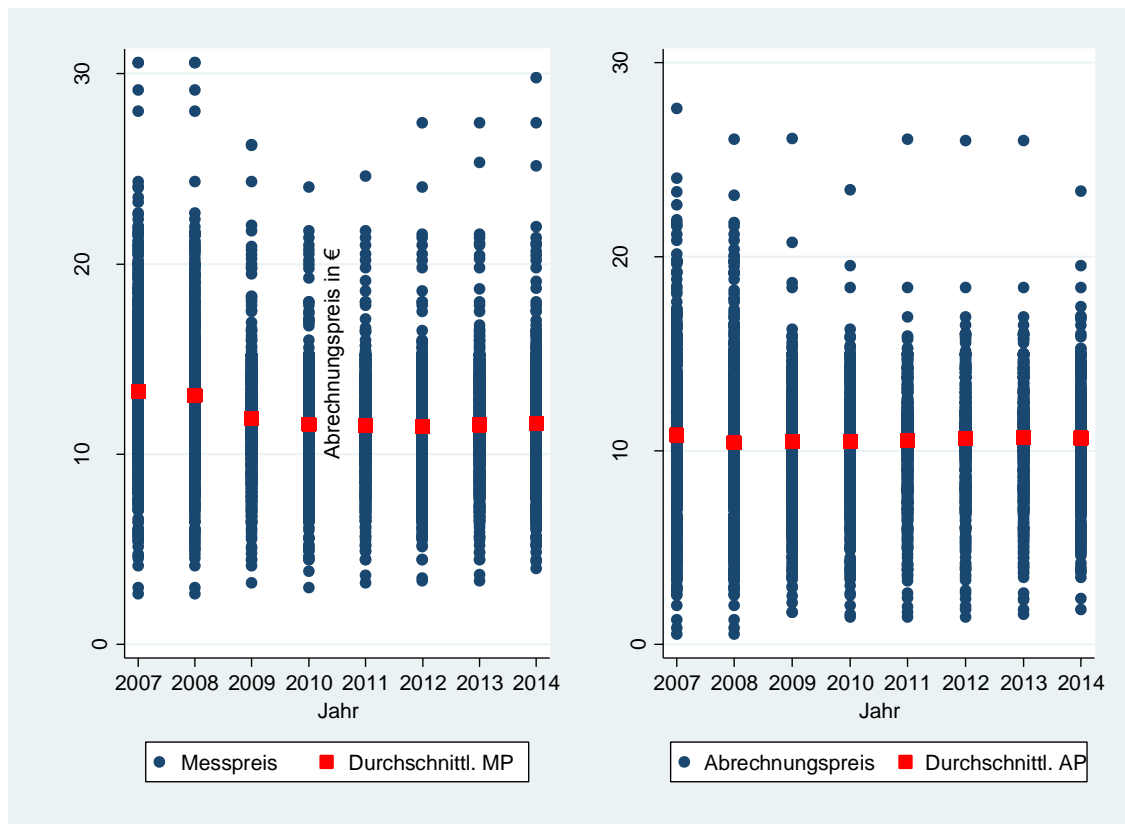 30
20
10
0
2007 2008 2009 2010 2011 2012 2013 2014
Jahr
Messpreis Durchschnittl. MP
Abrechnungspreis in €
30
20
10
0
2007 2008 2009 2010 2011 2012 2013 2014
Jahr
Abrechnungspreis Durchschnittl. AP